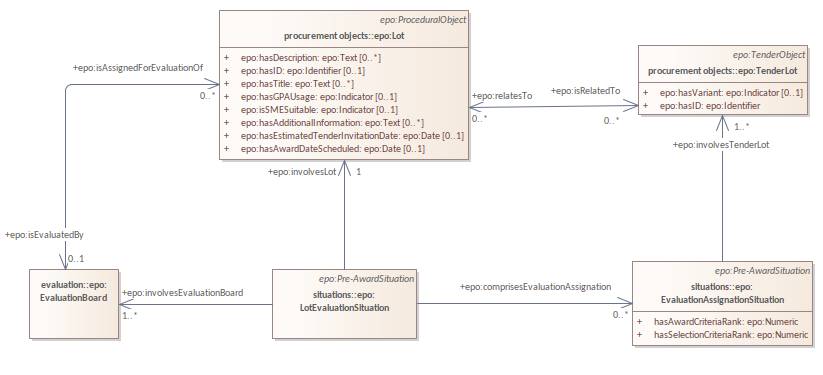 epo:ProceduralObject
procurement objects::epo:Lot
+ epo:hasDescription: epo:Text [0..*]
+ epo:hasID: epo:Identifier [0..1]
+ epo:hasTitle: epo:Text [0..*]
+ epo:hasGPAUsage: epo:Indicator [0..1]
+ epo:isSMESuitable: epo:Indicator [0..1]
+ epo:hasAdditionalInformation: epo:Text [0..*]
+ epo:hasEstimatedTenderInvitationDate: epo:Date [0..1]
+ epo:hasAwardDateScheduled: epo:Date [0..1]
epo:TenderObject
procurement objects::epo:TenderLot
+ epo:hasVariant: epo:Indicator [0..1]
+ epo:hasID: epo:Identifier
+epo:isAssignedForEvaluationOf
0..*
+epo:relatesTo
0..*
+epo:isRelatedTo
0..*
+epo:involvesLot
1
1..*
+epo:involvesTenderLot
+epo:isEvaluatedBy
0..1
evaluation::epo:
EvaluationBoard
+epo:involvesEvaluationBoard
1..*
epo:Pre-AwardSituation
situations::epo:
LotEvaluationSituation
+epo:comprisesEvaluationAssignation
0..*
epo:Pre-AwardSituation
situations::epo:
EvaluationAssignationSituation
+ hasAwardCriteriaRank: epo:Numeric
+ hasSelectionCriteriaRank: epo:Numeric